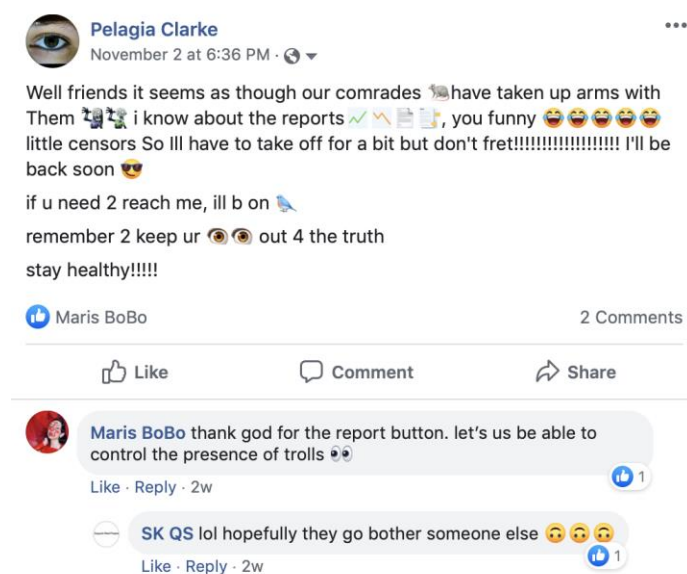 Pelagia Clarke
November 2 at 6:36 PM ·
Well friends it seems as though our comrades 🐀have taken up arms with
Them 🧟🧟 i know about the reports📈📉📄📑, you funny 😂😂😂😂😂
little censors So Ill have to take off for a bit but don't fret!!!!!!!!!!!!!!!!!!! I'll be
back soon 😎
if u need 2 reach me, ill b on 🐦
remember 2 keep ur 👁👁 out 4 the truth
stay healthy!!!!!
Maris BoBo 2 Comments
Like Comment Share
Maris BoBo thank god for the report button. let's us be able to
control the presence of trolls 👀
1
Like · Reply · 2w
SK QS lol hopefully they go bother someone else 🙃🙃🙃
1
Like · Reply · 2w